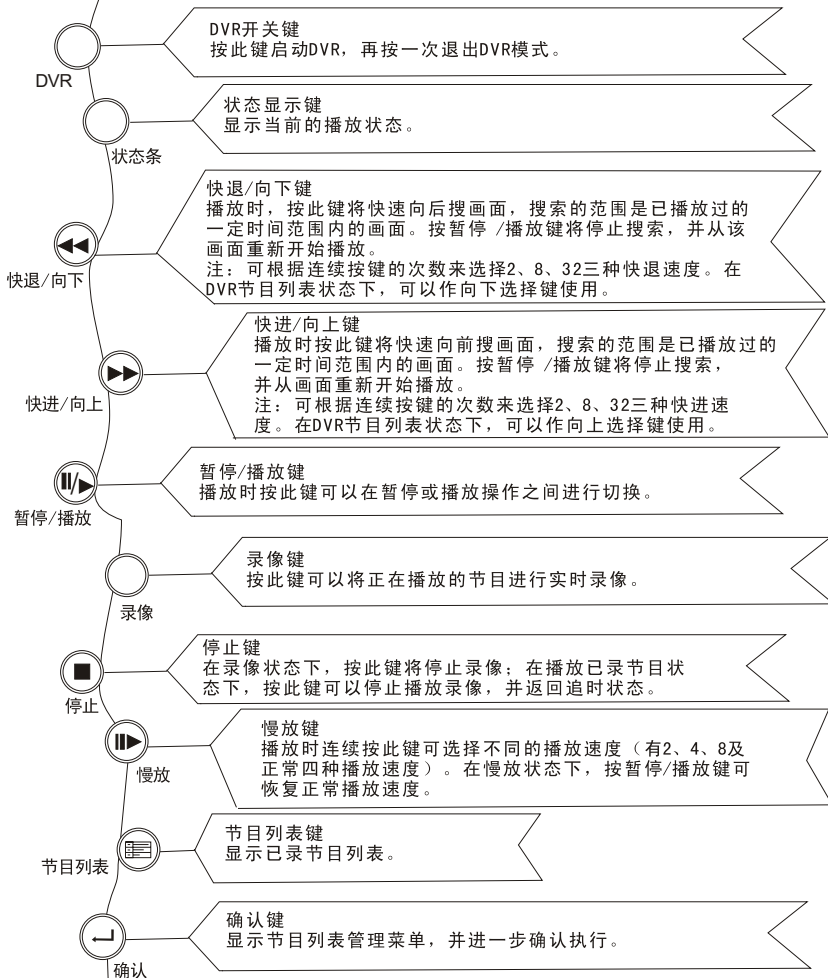 DVR开关键
按此键启动DVR，再按一次退出DVR模式。
DVR
状态显示键
显示当前的播放状态。
状态条
快退/向下键
播放时，按此键将快速向后搜画面，搜索的范围是已播放过的
一定时间范围内的画面。按暂停 /播放键将停止搜索，并从该
画面重新开始播放。
注：可根据连续按键的次数来选择2、8、32三种快退速度。在
DVR节目列表状态下，可以作向下选择键使用。
快退/向下
快进/向上键
播放时按此键将快速向前搜画面，搜索的范围是已播放过的
一定时间范围内的画面。按暂停 /播放键将停止搜索，
并从画面重新开始播放。
注：可根据连续按键的次数来选择2、8、32三种快进速
度。在DVR节目列表状态下，可以作向上选择键使用。
快进/向上
暂停/播放键
播放时按此键可以在暂停或播放操作之间进行切换。
暂停/播放
录像键
按此键可以将正在播放的节目进行实时录像。
录像
停止键
在录像状态下，按此键将停止录像；在播放已录节目状
态下，按此键可以停止播放录像，并返回追时状态。
停止
慢放键
播放时连续按此键可选择不同的播放速度（有2、4、8及
正常四种播放速度）。在慢放状态下，按暂停/播放键可
恢复正常播放速度。
慢放
节目列表键
显示已录节目列表。
节目列表
确认键
显示节目列表管理菜单，并进一步确认执行。
确认